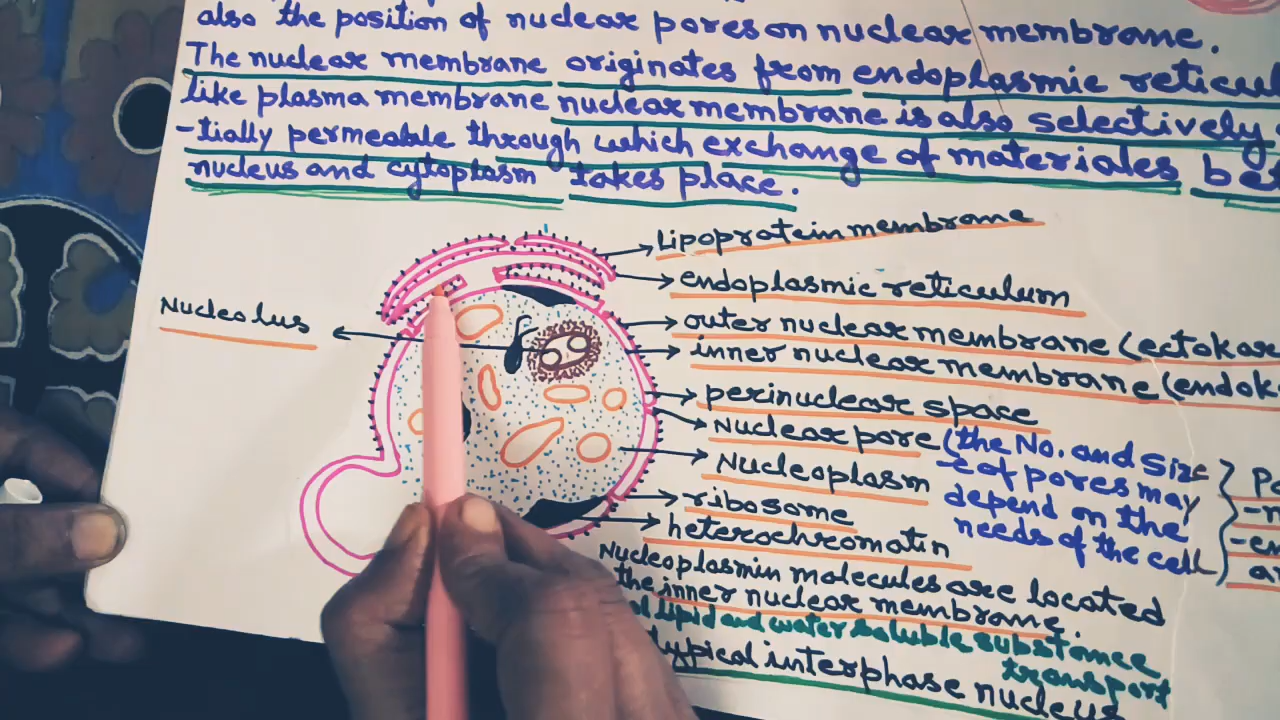 also the position of nuclear pores on nuclear membrane.
The nuclear membrane originates from endoplasmic reticul
like plasma membrane nuclear membrane is also selectively
-tially permeable through which exchange of materiales be
nucleus and cytoplasm takes place.
Lipoprotein membrane
endoplasmic reticulum
Nucleolus
outer nuclear membrane (ectokar
inner nuclear membrane (endok
perinuclear space
Nuclear pore (the No. and size
of pores may
depend on the
needs of the cell
Nucleoplasm
ribosome
heterochromatin
Nucleoplasmin molecules are located
the inner nuclear membrane.
lipid and water soluble substance
transport
typical interphase nucleus